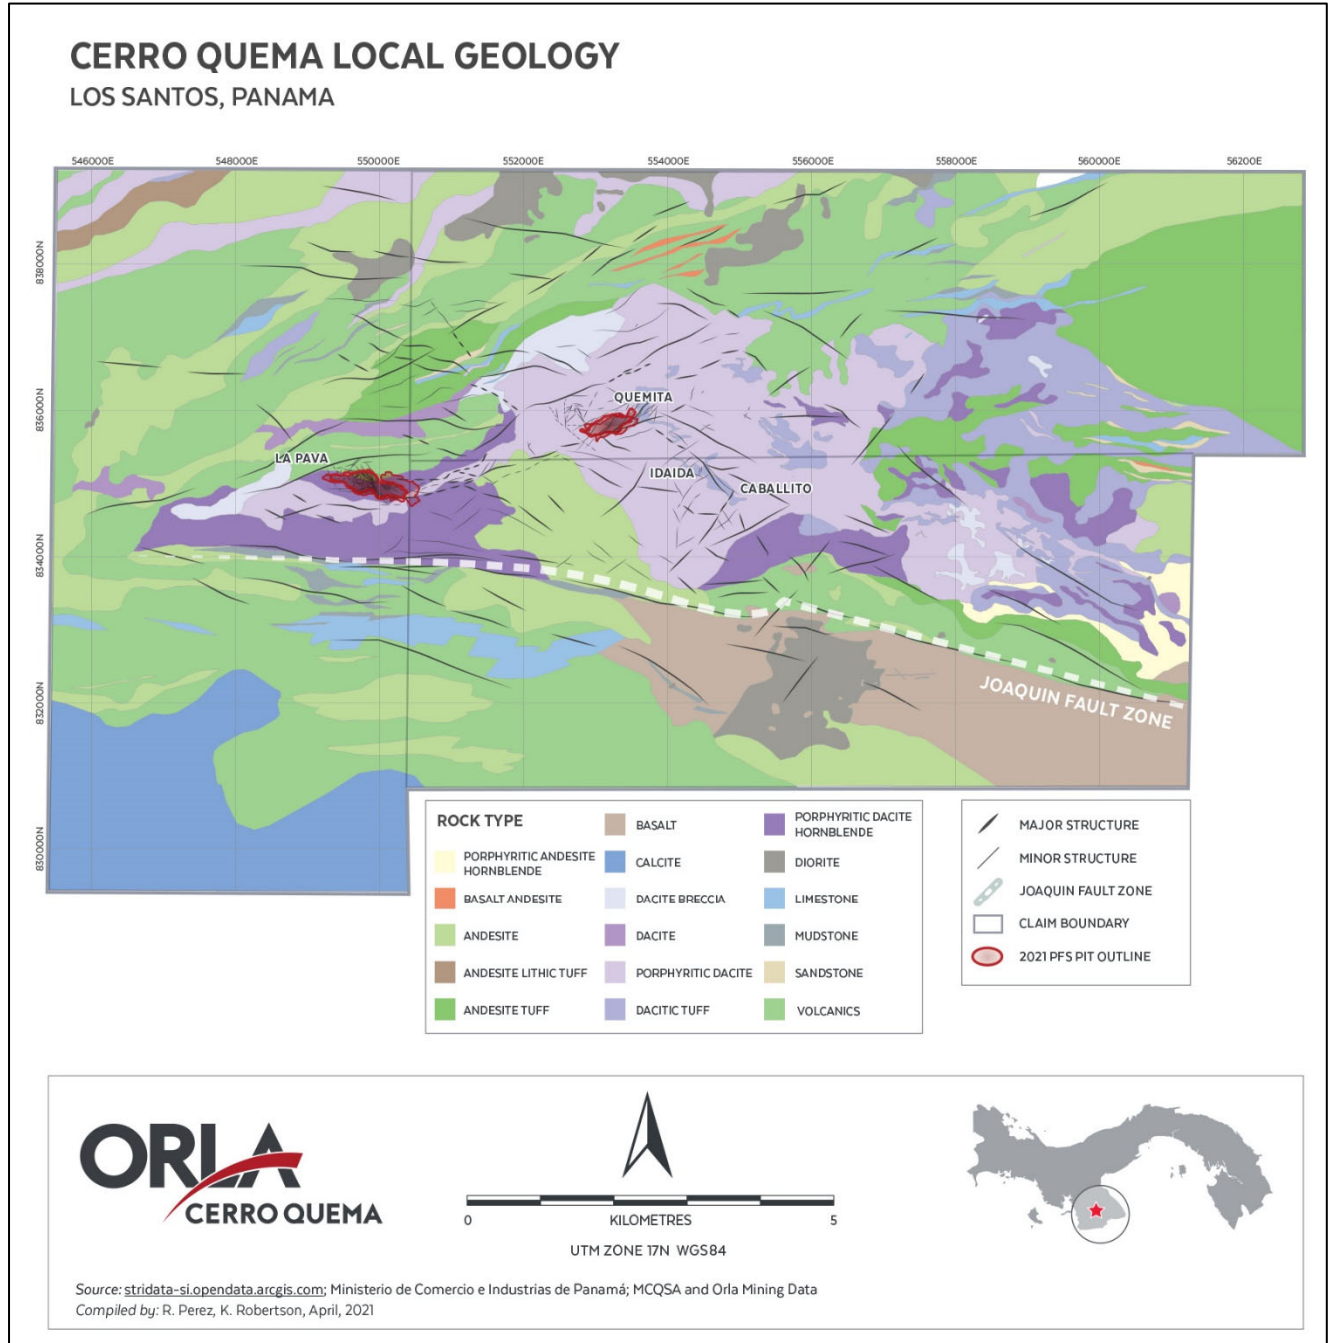 CERRO QUEMA LOCAL GEOLOGY
LOS SANTOS, PANAMA
546000E 548000E 550000E 552000E 554000E 556000E 558000E 560000E 56200E
838000N
836000N
834000N
832000N
830000N
QUEMITA
LA PAVA
IDAIDA
CABALLITO
JOAQUIN FAULT ZONE
ROCK TYPE
PORPHYRITIC ANDESITE
HORNBLENDE
BASALT ANDESITE
ANDESITE
ANDESITE LITHIC TUFF
ANDESITE TUFF
BASALT
CALCITE
DACITE BRECCIA
DACITE
PORPHYRITIC DACITE
DACITIC TUFF
PORPHYRITIC DACITE
HORNBLENDE
DIORITE
LIMESTONE
MUDSTONE
SANDSTONE
VOLCANICS
MAJOR STRUCTURE
MINOR STRUCTURE
JOAQUIN FAULT ZONE
CLAIM BOUNDARY
2021 PFS PIT OUTLINE
ORLA
CERRO QUEMA
0 KILOMETRES 5
UTM ZONE 17N WGS84
Source: stridata-si.opendata.arcgis.com; Ministerio de Comercio e Industrias de Panamá; MCQSA and Orla Mining Data
Compiled by: R. Perez, K. Robertson, April, 2021